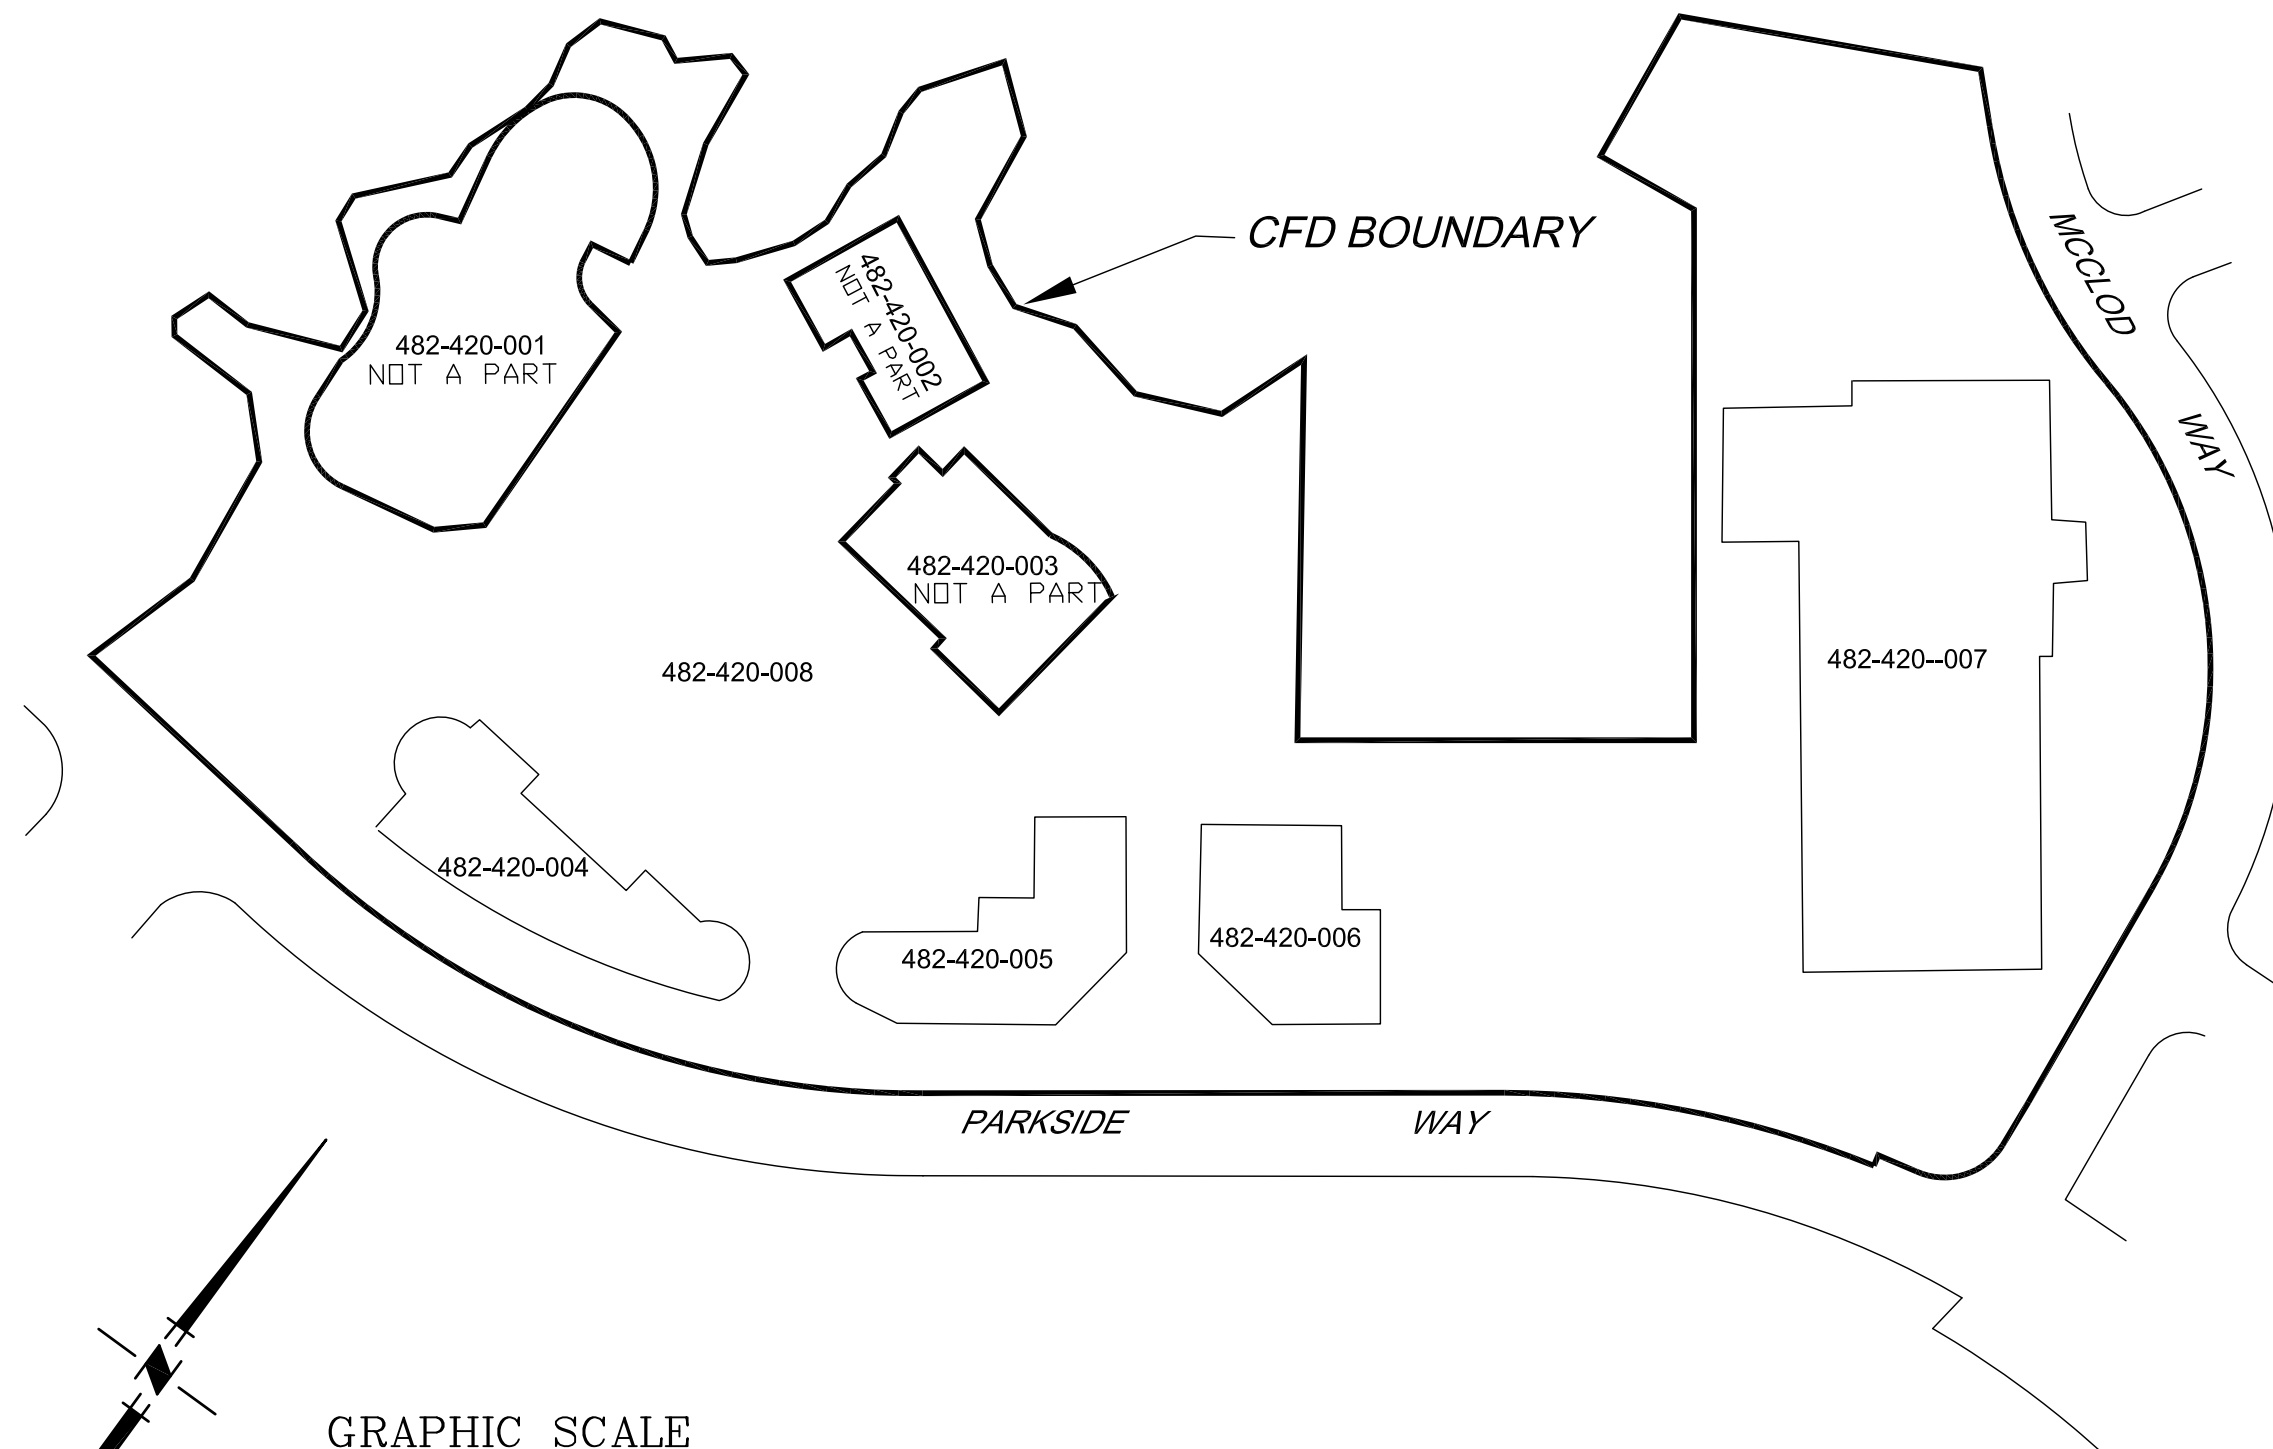 CFD BOUNDARY
MCCLOD
WAY
482-420-001
NOT A PART
482-420-002
NOT A PART
482-420-003
NOT A PART
482-420-008
482-420--007
482-420-004
482-420-005
482-420-006
PARKSIDE WAY
GRAPHIC SCALE